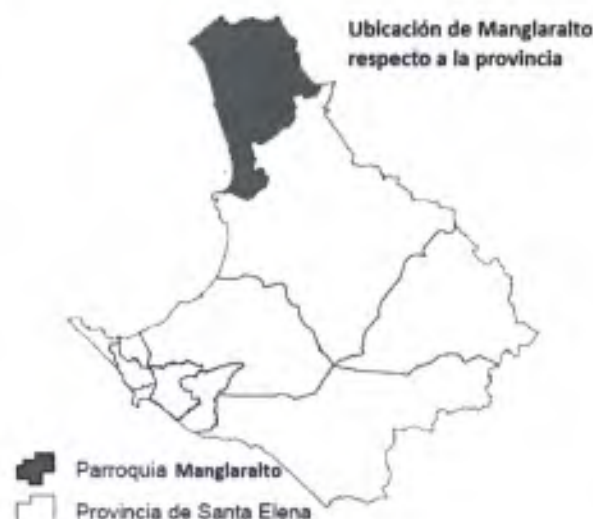 Ubicación de Manglaralto
respecto a la provincia
Parroquia Manglaralto
Provincia de Santa Elena